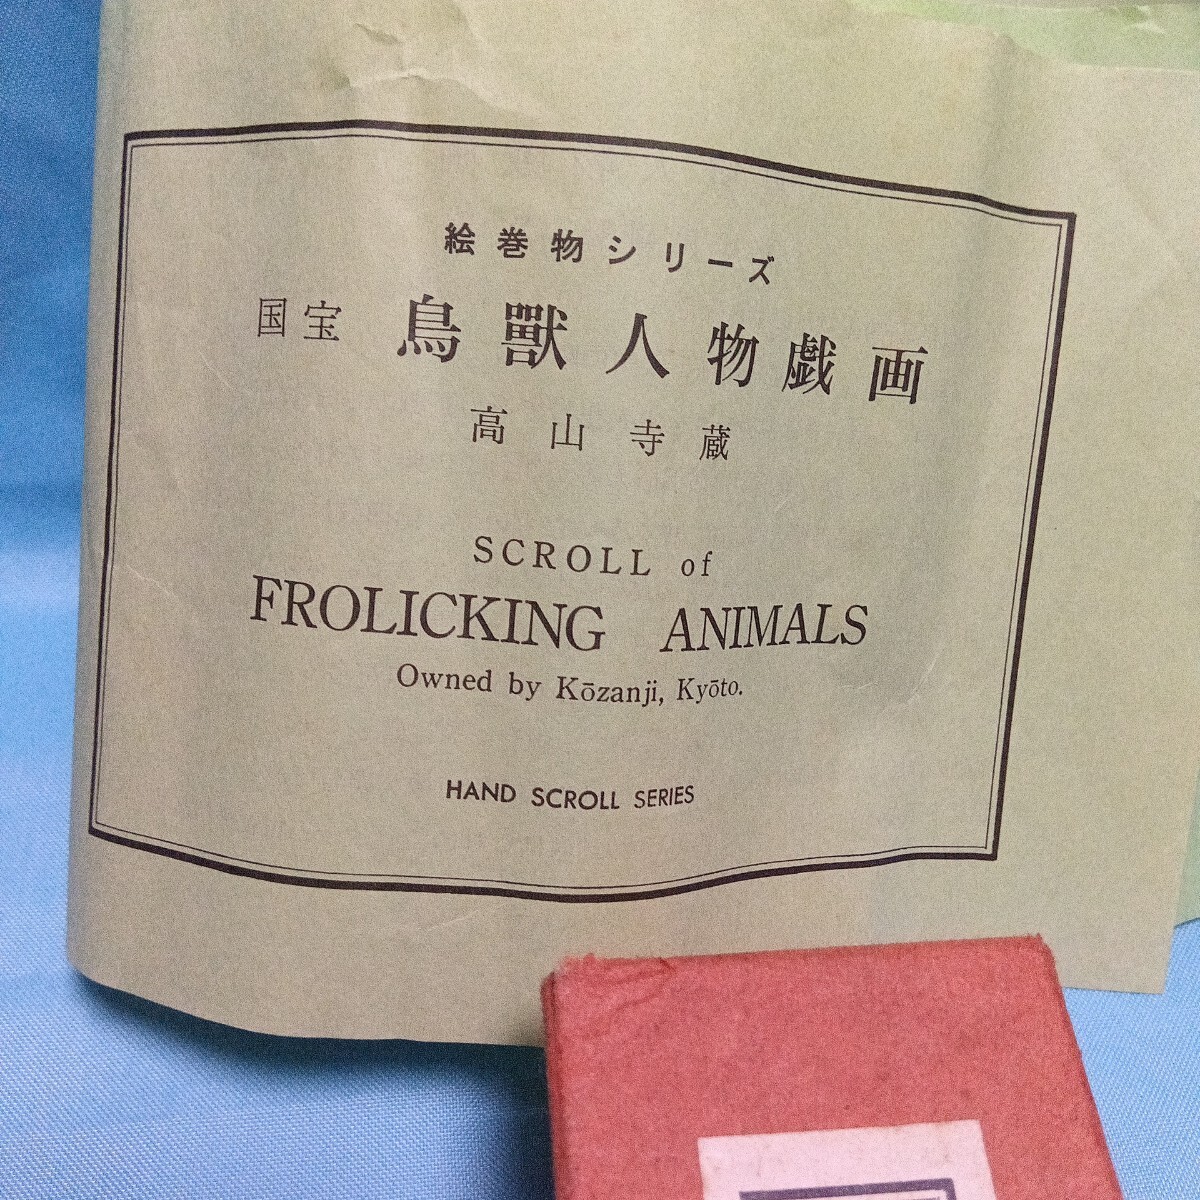 絵巻物シリーズ
国宝 鳥獸人物戯画
高山寺蔵
SCROLL of
FROLICKING ANIMALS
Owned by Kōzanji, Kyōto.
HAND SCROLL SERIES